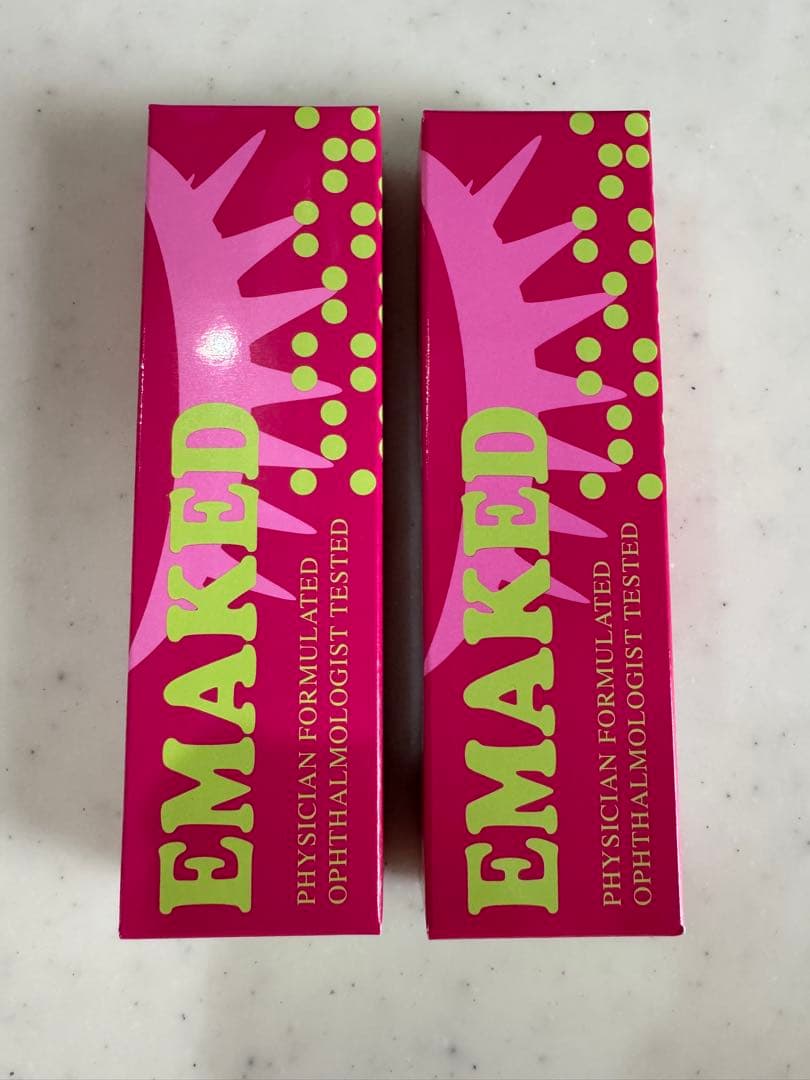 EMAKED
PHYSICIAN FORMULATED
OPHTHALMOLOGIST TESTED
EMAKED
PHYSICIAN FORMULATED
OPHTHALMOLOGIST TESTED